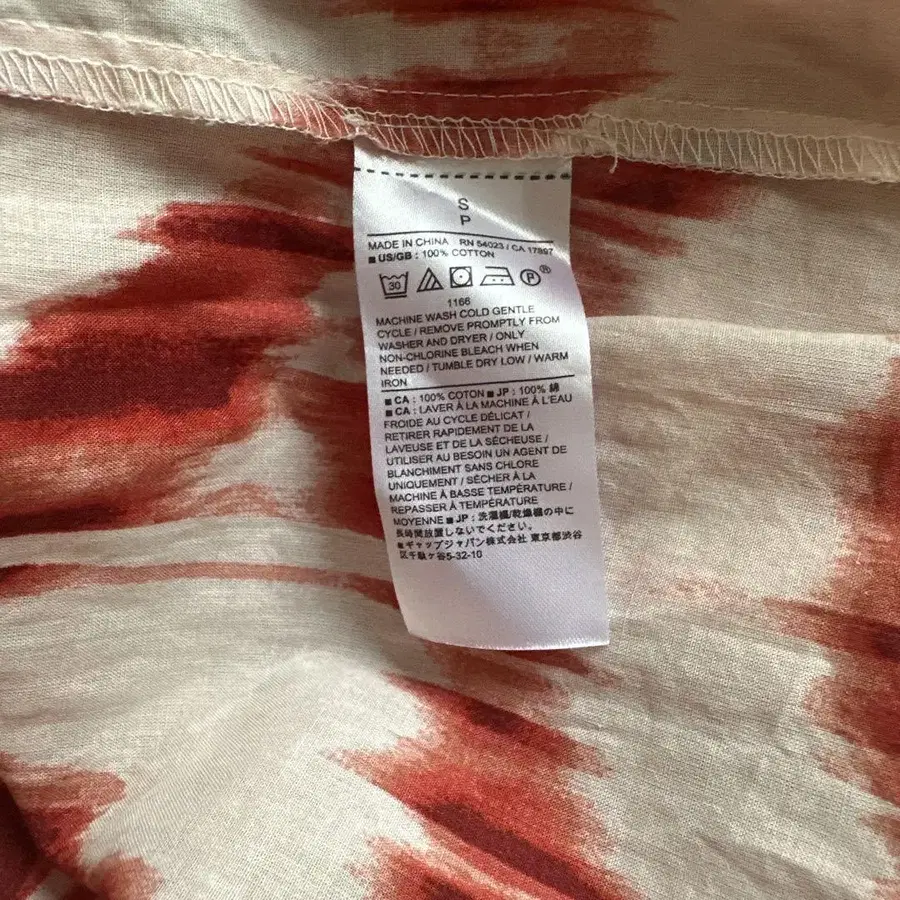 S
P
MADE IN CHINA RN 54023 / CA 17897
■ US/GB : 100% COTTON
30 P ®
1166
MACHINE WASH COLD GENTLE
CYCLE / REMOVE PROMPTLY FROM
WASHER AND DRYER / ONLY
NON-CHLORINE BLEACH WHEN
NEEDED / TUMBLE DRY LOW / WARM
IRON
■ CA : 100% COTON ■ JP : 100% 綿
■ CA : LAVER À LA MACHINE À L'EAU
FROIDE AU CYCLE DÉLICAT /
RETIRER RAPIDEMENT DE LA
LAVEUSE ET DE LA SÉCHEUSE /
UTILISER AU BESOIN UN AGENT DE
BLANCHIMENT SANS CHLORE
UNIQUEMENT / SÉCHER À LA
MACHINE À BASSE TEMPÉRATURE /
REPASSER À TEMPÉRATURE
MOYENNE ■ JP : 洗濯機/乾燥機の中に
長時間放置しないでください。
■ギャップジャパン株式会社 東京都渋谷
区千駄ヶ谷5-32-10